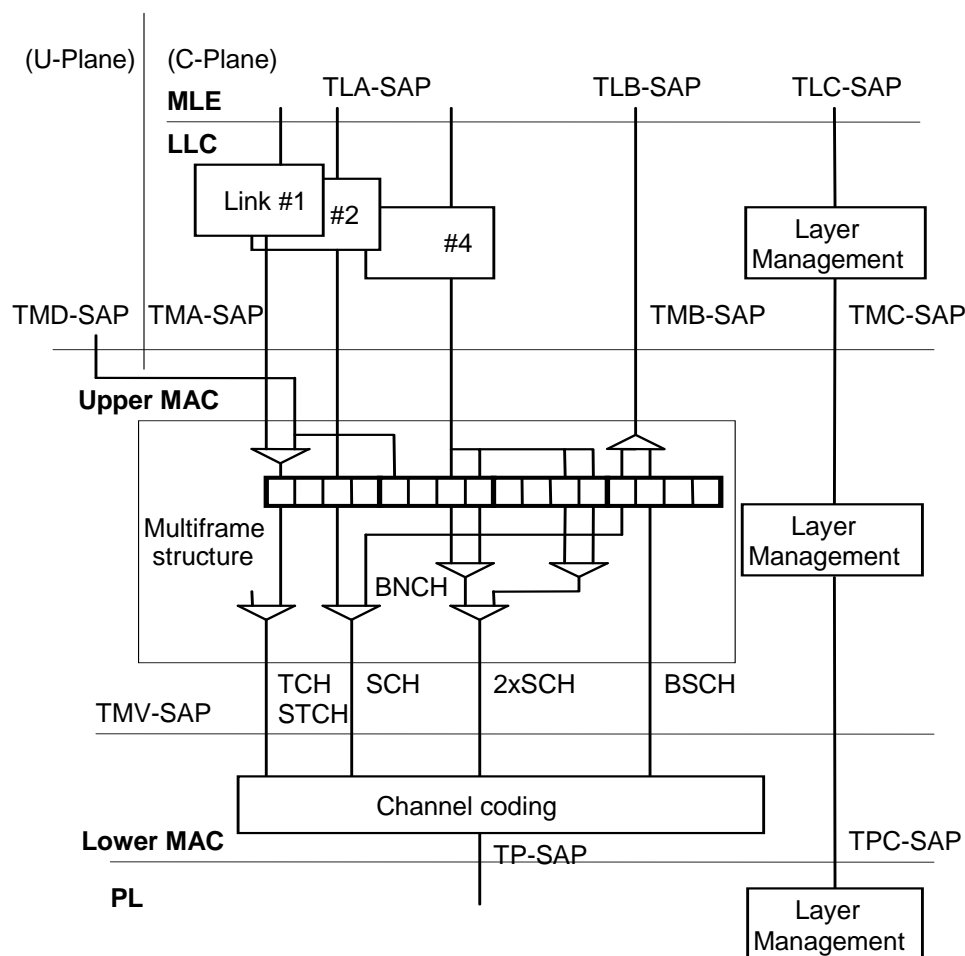 (U-Plane)
(C-Plane)
TLA-SAP
TLB-SAP
TLC-SAP
MLE
LLC
Link #1
#2
#4
Layer
Management
TMD-SAP
TMA-SAP
TMB-SAP
TMC-SAP
Upper MAC
Multiframe
structure
Layer
Management
BNCH
TCH
STCH
SCH
2xSCH
BSCH
TMV-SAP
Channel coding
Lower MAC
TP-SAP
TPC-SAP
PL
Layer
Management